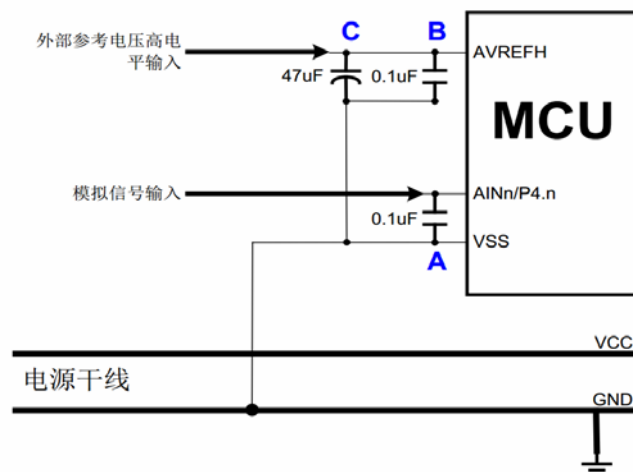 C
B
外部参考电压高电
平输入
AVREFH
47uF
0.1uF
MCU
模拟信号输入
AINn/P4.n
0.1uF
VSS
A
VCC
电源干线
GND